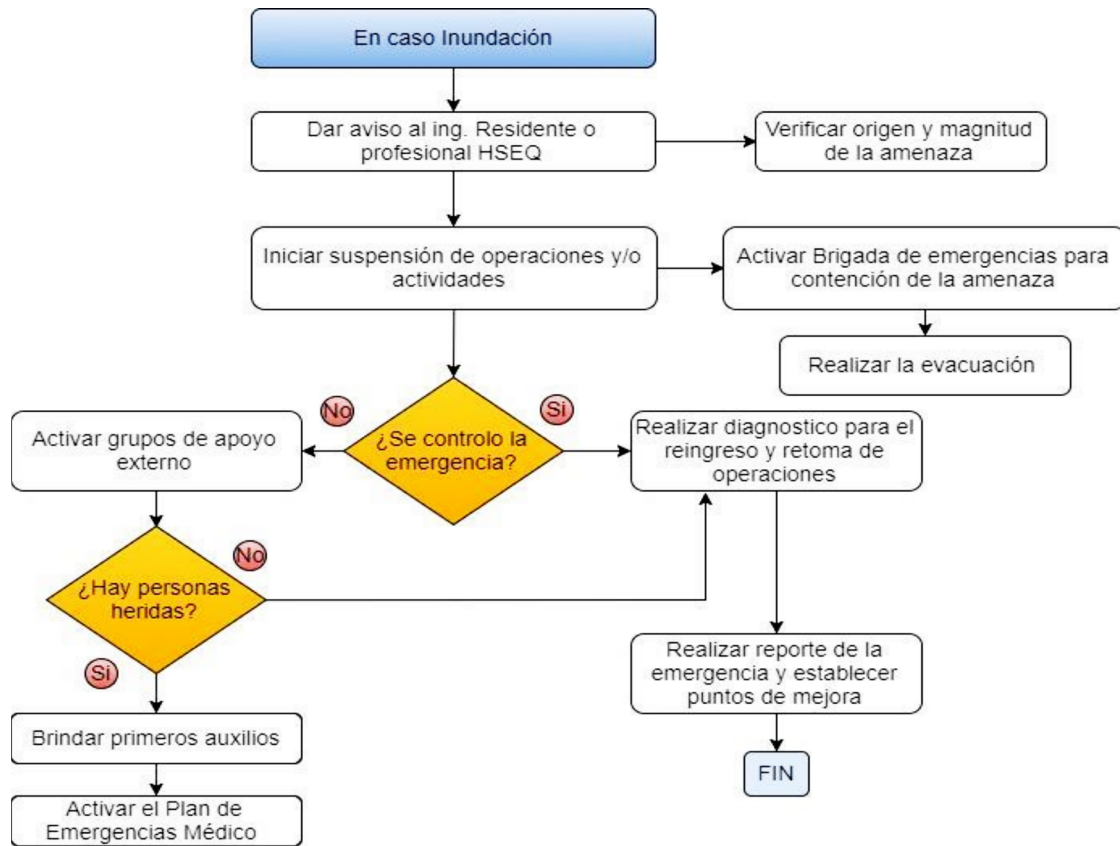 En caso Inundación
Dar aviso al ing. Residente o
profesional HSEQ
Verificar origen y magnitud
de la amenaza
Iniciar suspensión de operaciones y/o
actividades
Activar Brigada de emergencias para
contención de la amenaza
Realizar la evacuación
No
Si
¿Se controlo la
emergencia?
Activar grupos de apoyo
externo
Realizar diagnostico para el
reingreso y retoma de
operaciones
No
¿Hay personas
heridas?
Si
Realizar reporte de la
emergencia y establecer
puntos de mejora
Brindar primeros auxilios
FIN
Activar el Plan de
Emergencias Médico